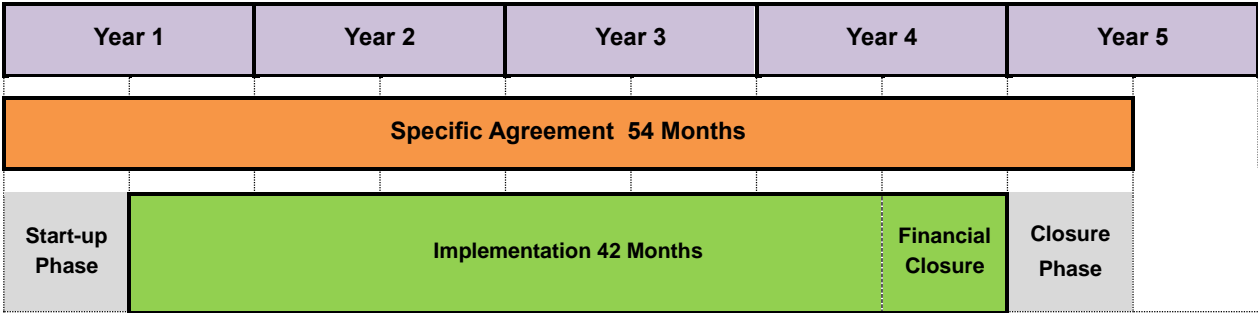 Year 1 Year 2 Year 3 Year 4 Year 5
Specific Agreement 54 Months
Start-up
Phase
Implementation 42 Months
Financial
Closure
Closure
Phase